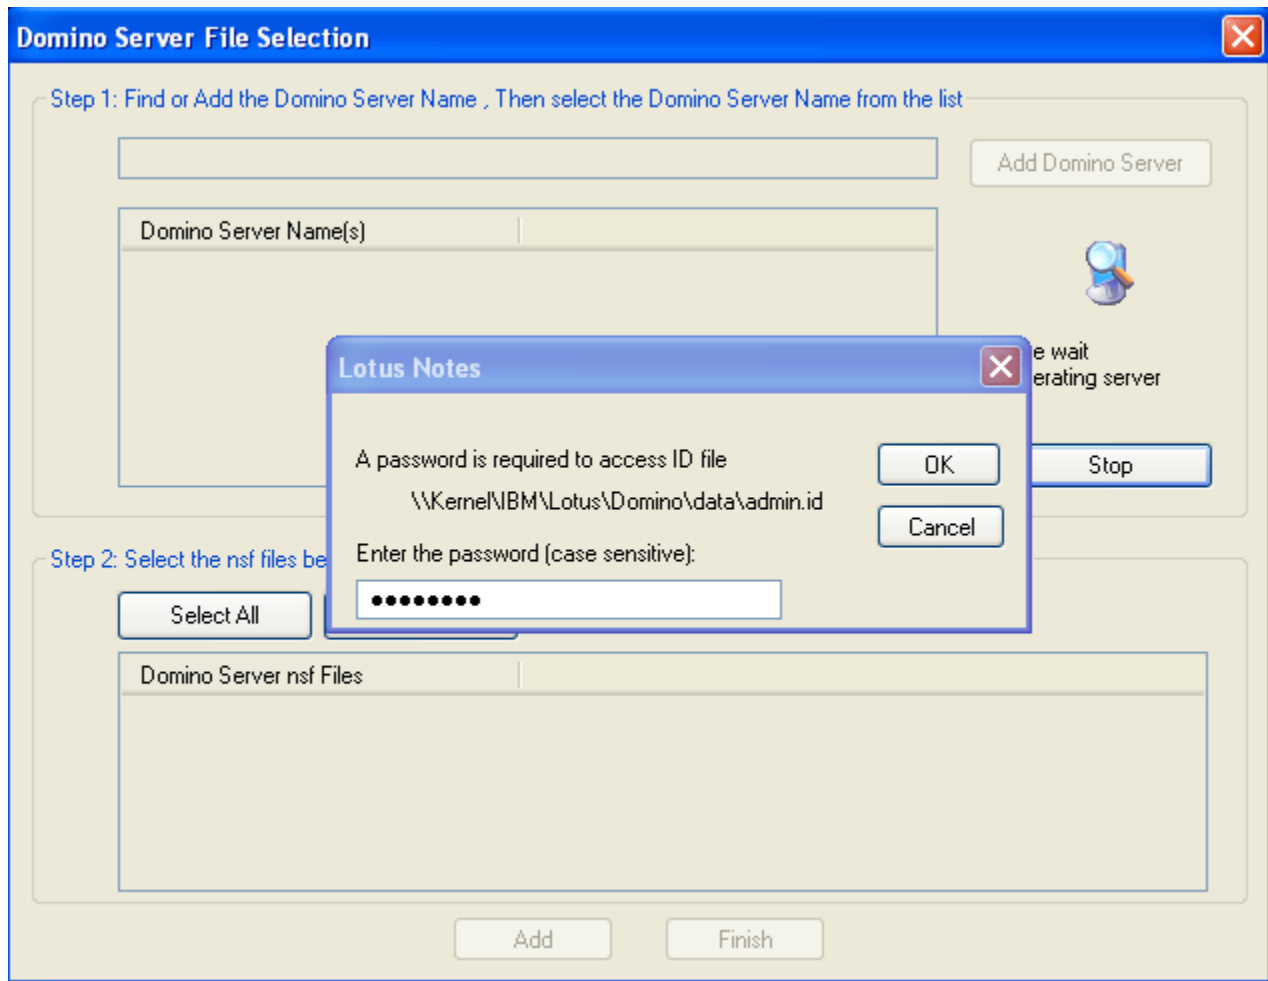 Domino Server File Selection
Step 1: Find or Add the Domino Server Name , Then select the Domino Server Name from the list
Add Domino Server
Domino Server Name(s)
wait
server
Stop
Lotus Notes
A password is required to access ID file
\\Kernel\IBM\Lotus\Domino\data\admin.id
Enter the password (case sensitive):
●●●●●●●●
OK
Cancel
Step 2: Select the nsf files
Select All
Domino Server nsf Files
Add
Finish